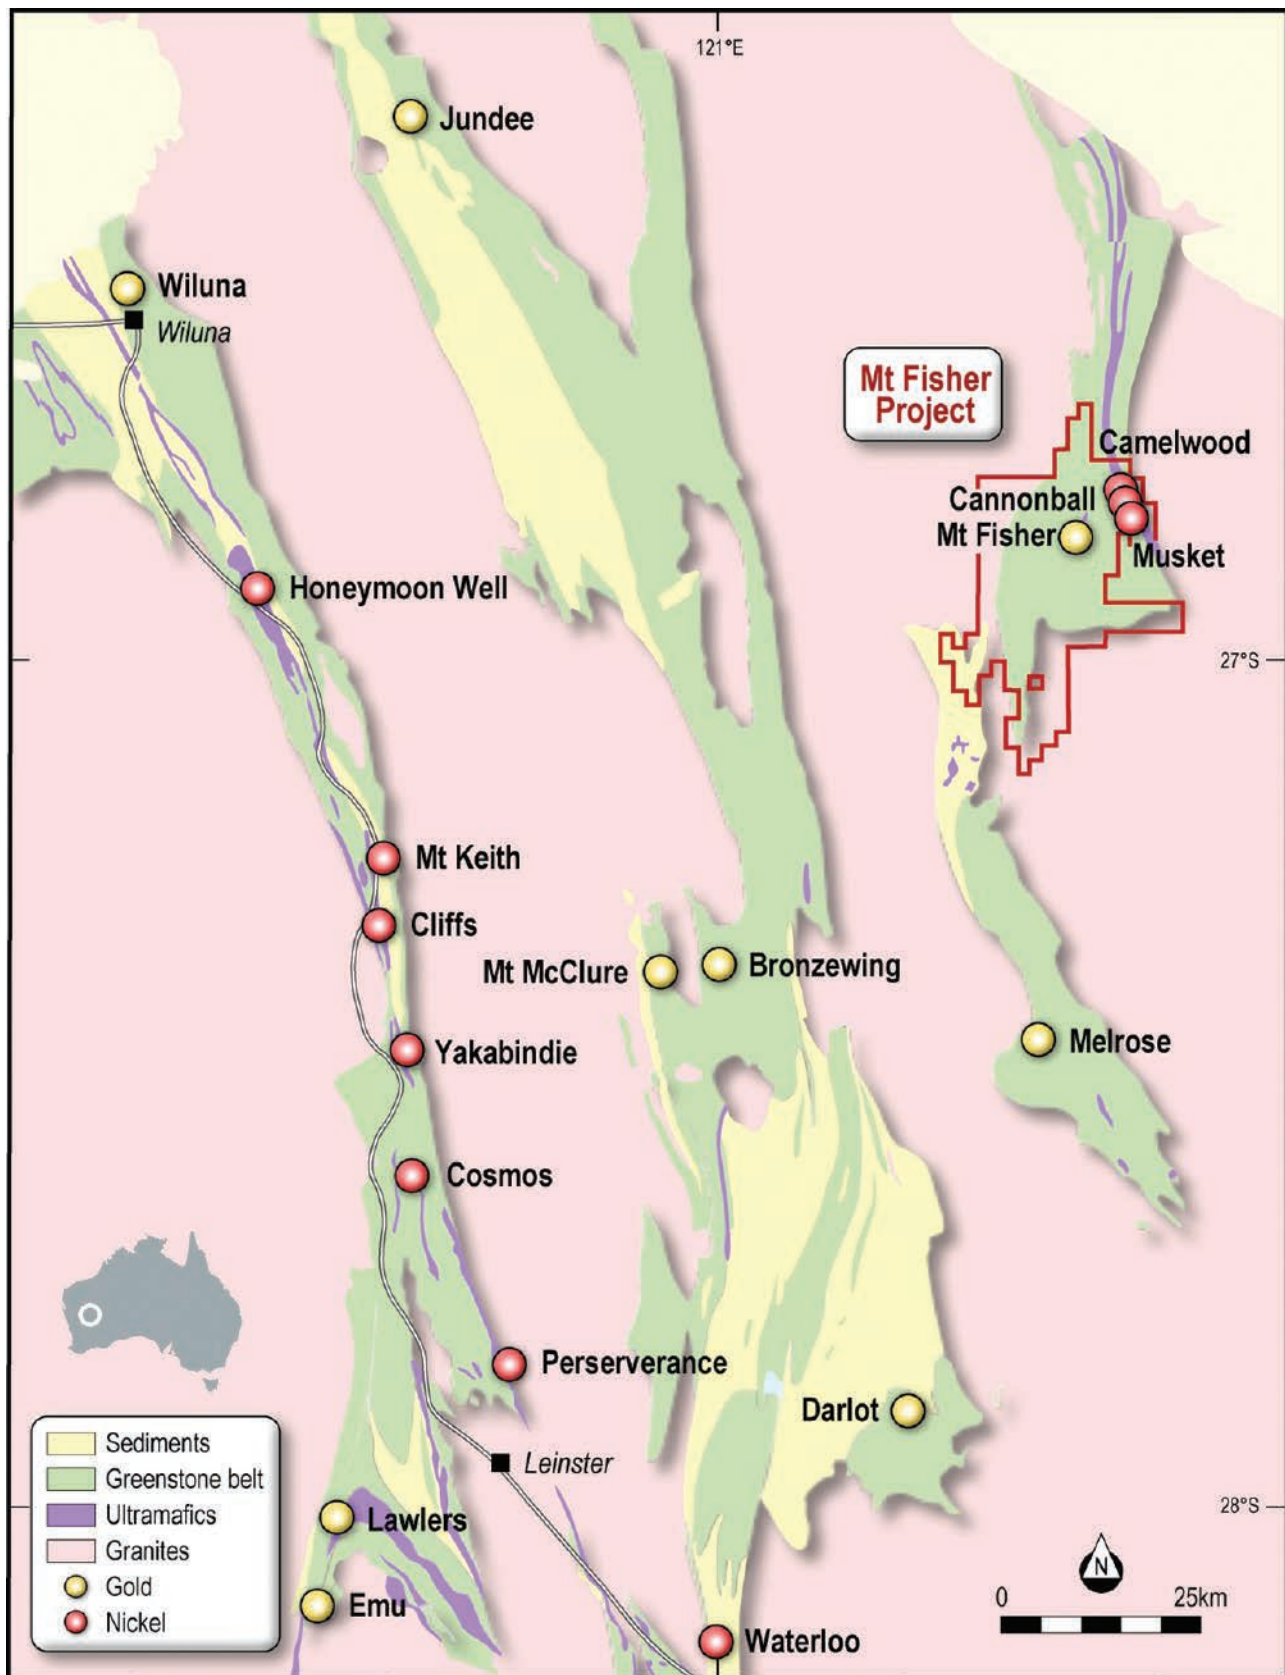 121°E
Jundee
Wiluna
Wiluna
Mt Fisher
Project
Camelwood
Cannonball
Mt Fisher
Musket
Honeymoon Well
27°S
Mt Keith
Cliffs
Mt McClure
Bronzewing
Melrose
Yakabindie
Cosmos
Perserverance
Darlot
Leinster
Sediments
Greenstone belt
Ultramafics
Granites
Gold
Nickel
Lawlers
Emu
28°S
N
0 25km
Waterloo